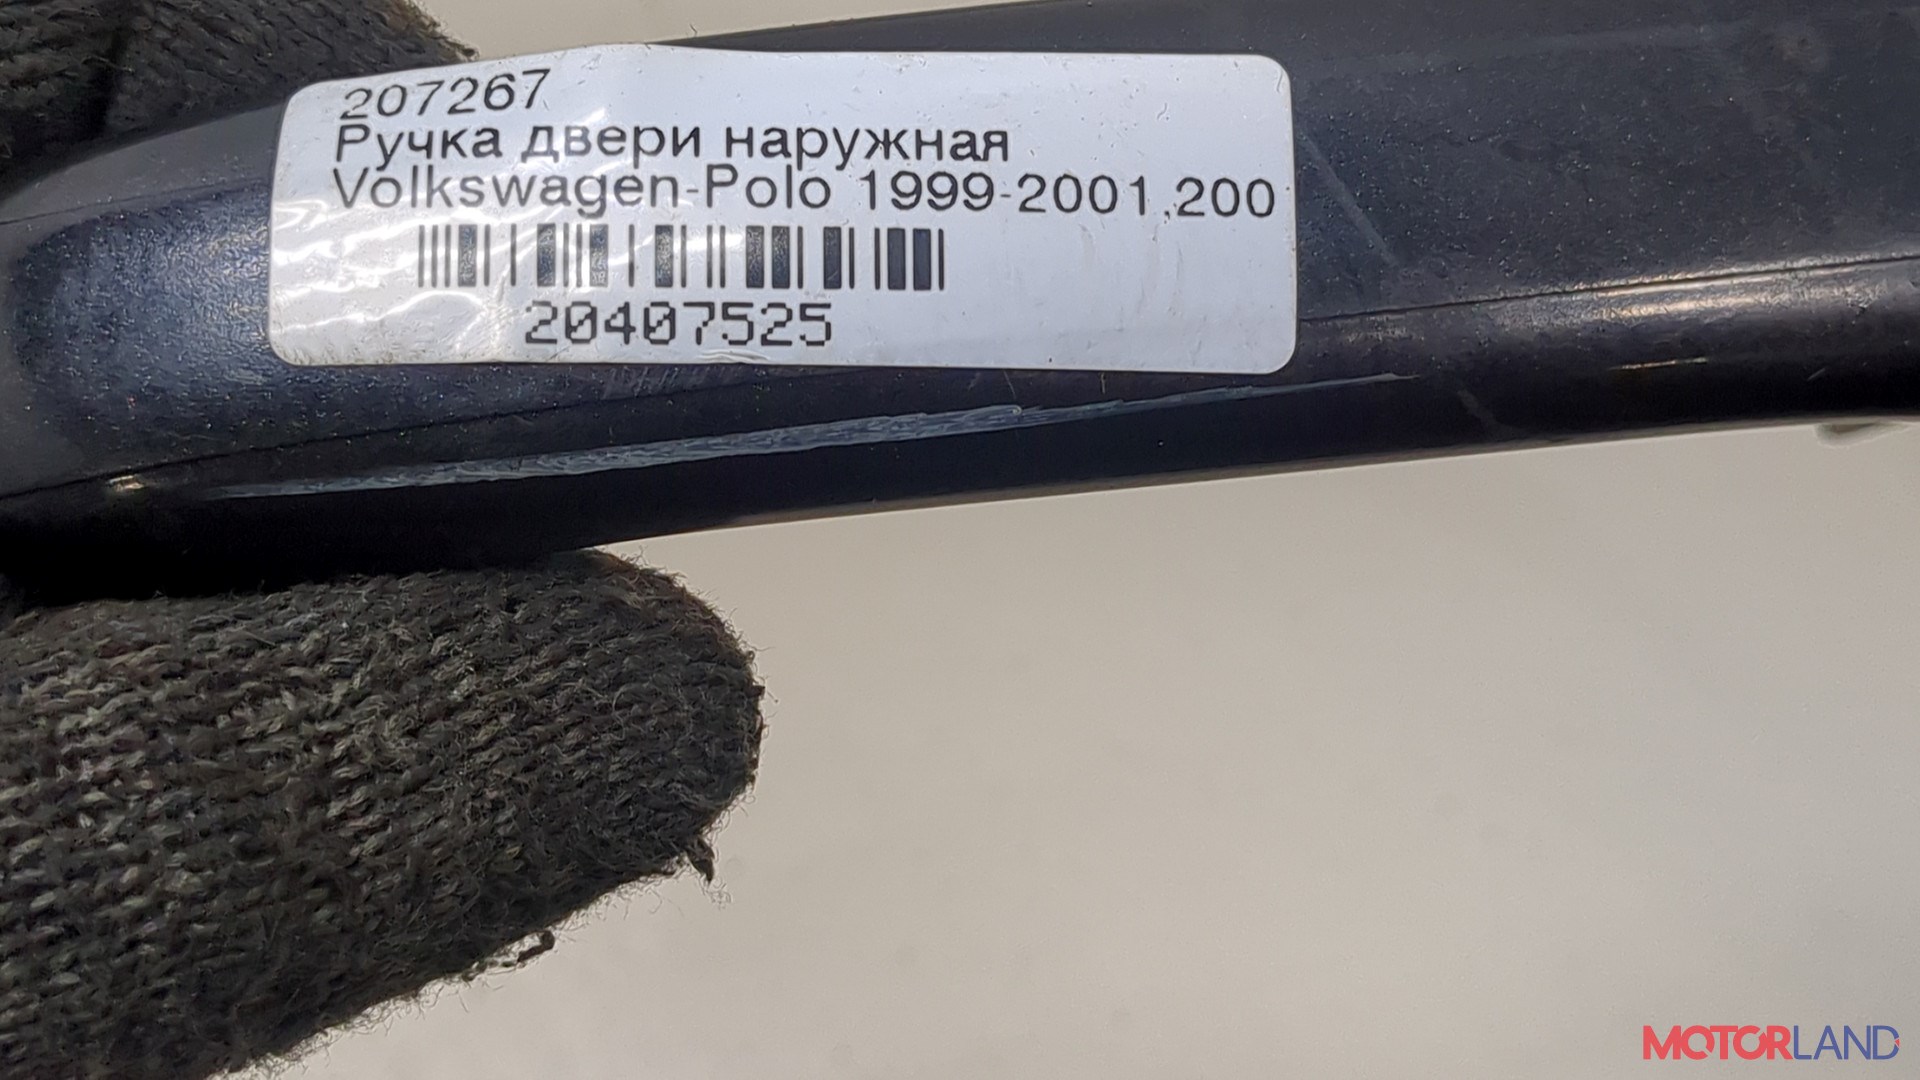 207267
Ручка двери наружная
Volkswagen-Polo 1999-2001,200
20407525
MOTORLAND